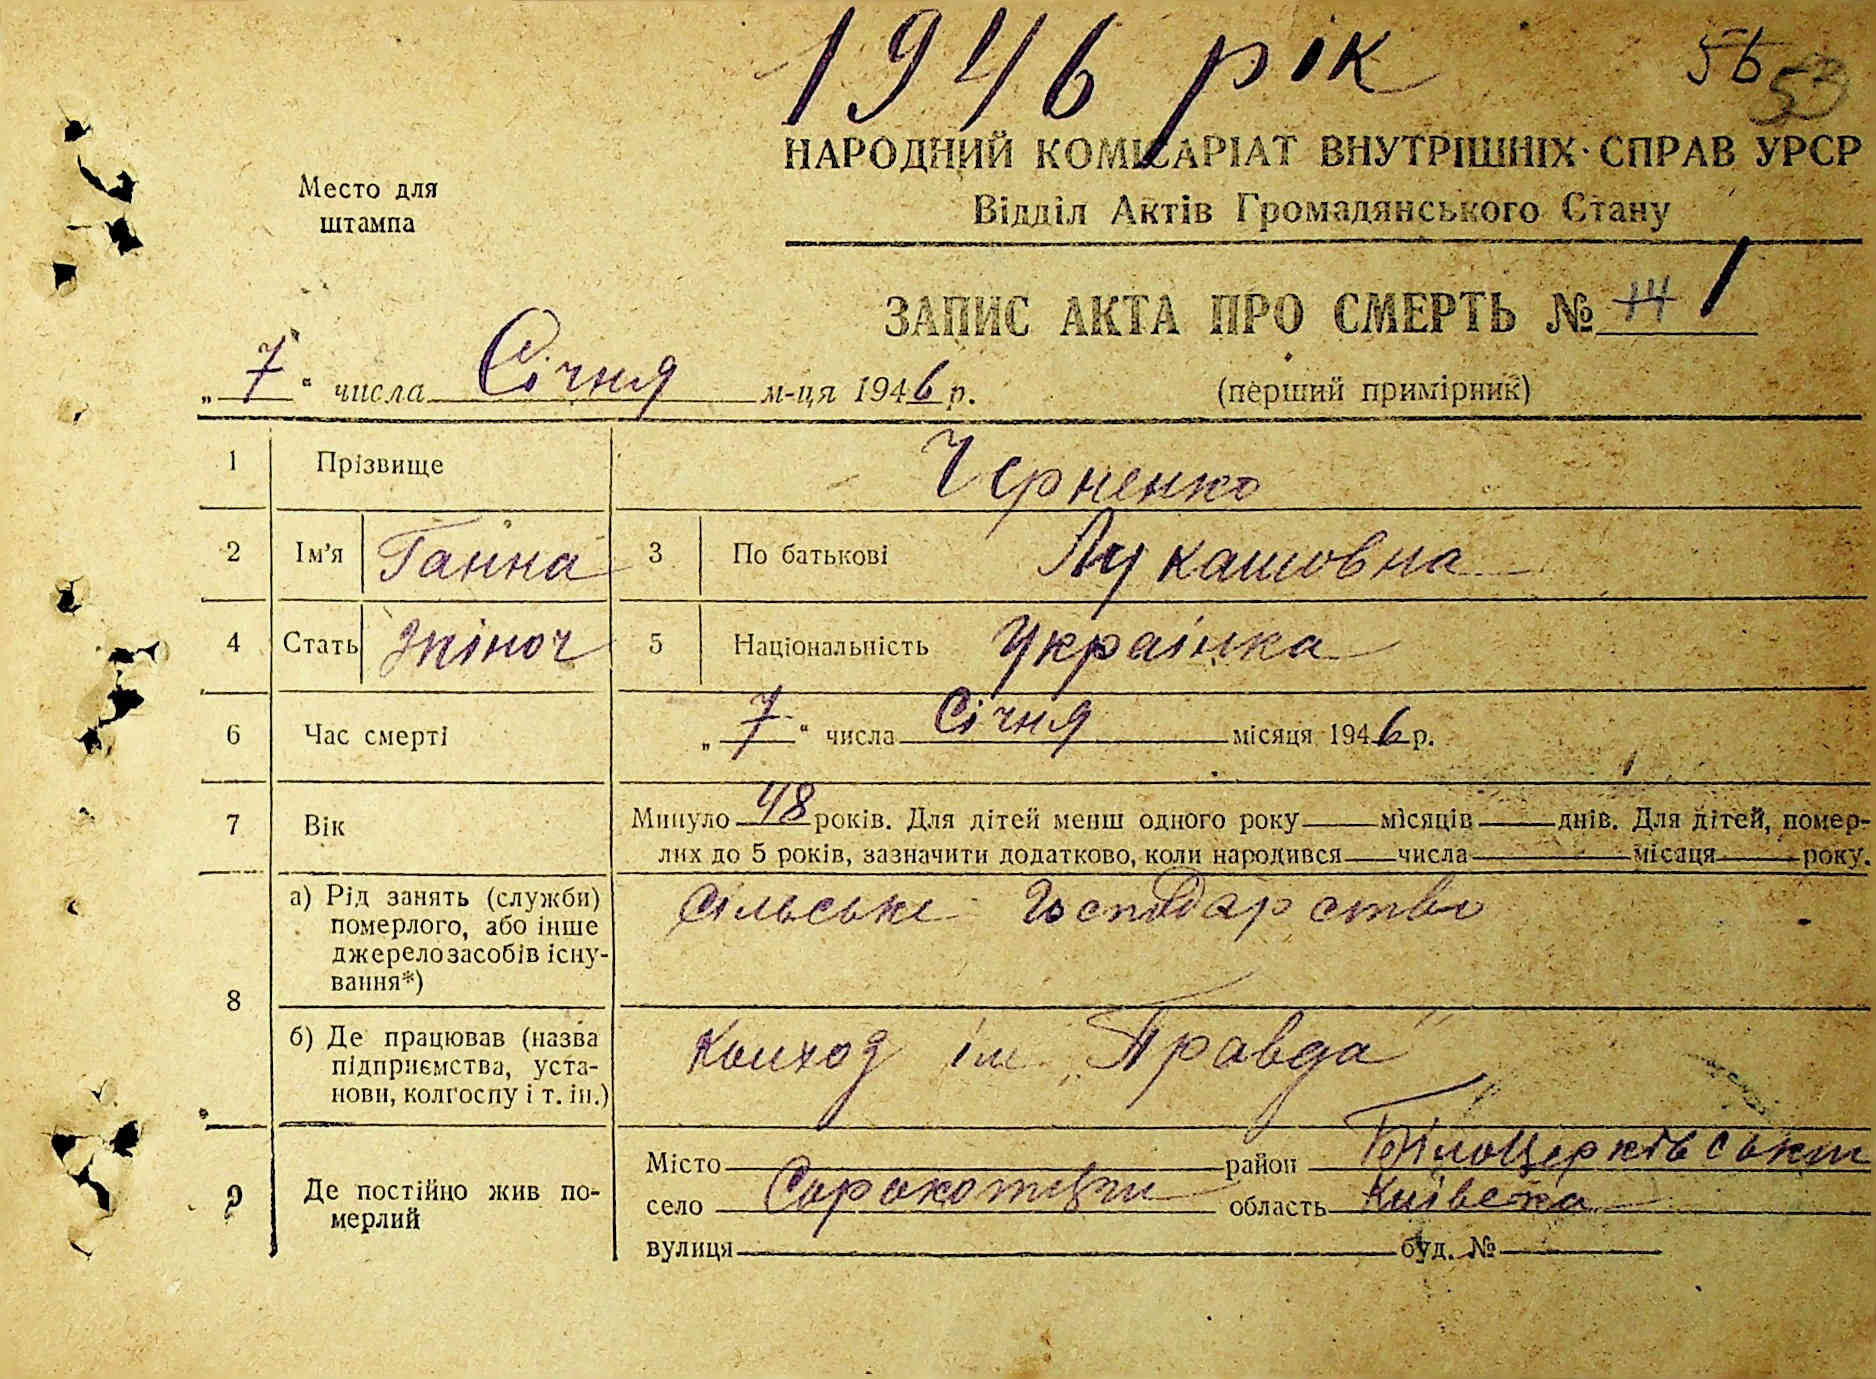 1946 рік
56 53
НАРОДНИЙ КОМІСАРІАТ ВНУТРІШНІХ СПРАВ УРСР
Место для
штампа
Відділ Актів Громадянського Стану
ЗАПИС АКТА ПРО СМЕРТЬ № 1
„7“ числа Січня м-ця 1946 р.
(перший примірник)
1 Прізвище Черненко
2 Ім’я Ганна 3 По батькові Лукашовна
4 Стать жіноч 5 Національність Українка
6 Час смерті „7“ числа Січня місяця 1946 р.
7 Вік Минуло 48 років. Для дітей менш одного року місяців днів. Для дітей, помер-
лих до 5 років, зазначити додатково, коли народився числа місяця року.
8 а) Рід занять (служби) померлого, або інше джерело засобів існу-вання*) сільське господарство
б) Де працював (назва підприємства, уста-нови, колгоспу і т. ін.) Колхоз ім „Правда“
9 Де постійно жив по-мерлий
Місто район Білоцерківський
село Сорокотяги область Київська
вулиця буд. №